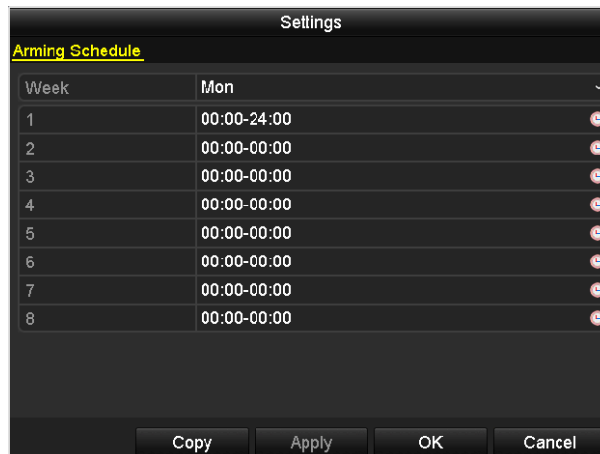 Settings
Arming Schedule
Week Mon
1 00:00-24:00
2 00:00-00:00
3 00:00-00:00
4 00:00-00:00
5 00:00-00:00
6 00:00-00:00
7 00:00-00:00
8 00:00-00:00
Copy Apply OK Cancel